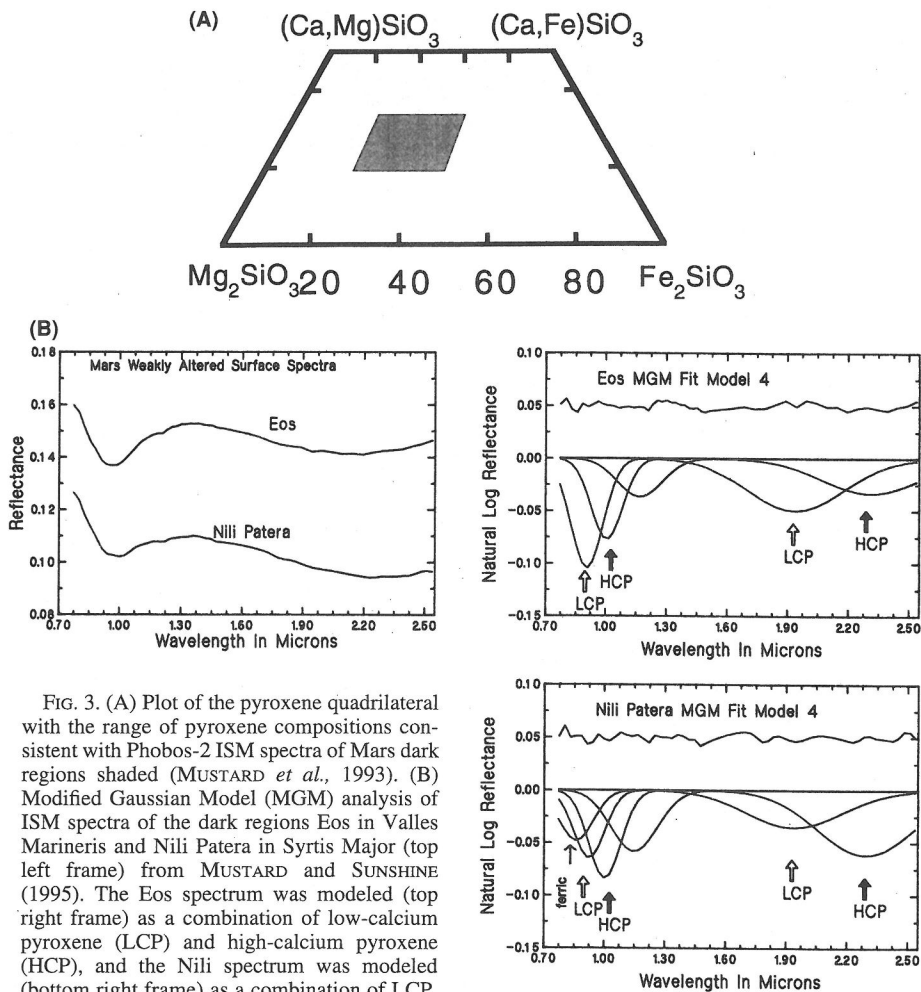 (A)
(Ca,Mg)SiO3 (Ca,Fe)SiO3
Mg2SiO3 20 40 60 80 Fe2SiO3
(B)
Mars Weakly Altered Surface Spectra
Eos
Nili Patera
Reflectance
0.18
0.16
0.14
0.12
0.10
0.08
0.70 1.00 1.30 1.60 1.90 2.20 2.50
Wavelength In Microns
Eos MGM Fit Model 4
Natural Log Reflectance
0.10
0.05
0.00
−0.05
−0.10
−0.15
LCP
HCP
LCP
HCP
0.70 1.00 1.30 1.60 1.90 2.20 2.50
Wavelength In Microns
Nili Patera MGM Fit Model 4
Natural Log Reflectance
0.10
0.05
0.00
−0.05
−0.10
−0.15
ferric
LCP
HCP
LCP
HCP
0.70 1.00 1.30 1.60 1.90 2.20 2.50
Wavelength In Microns
FIG. 3. (A) Plot of the pyroxene quadrilateral
with the range of pyroxene compositions con-
sistent with Phobos-2 ISM spectra of Mars dark
regions shaded (MUSTARD et al., 1993). (B)
Modified Gaussian Model (MGM) analysis of
ISM spectra of the dark regions Eos in Valles
Marineris and Nili Patera in Syrtis Major (top
left frame) from MUSTARD and SUNSHINE
(1995). The Eos spectrum was modeled (top
right frame) as a combination of low-calcium
pyroxene (LCP) and high-calcium pyroxene
(HCP), and the Nili spectrum was modeled
(bottom right frame) as a combination of LCP,